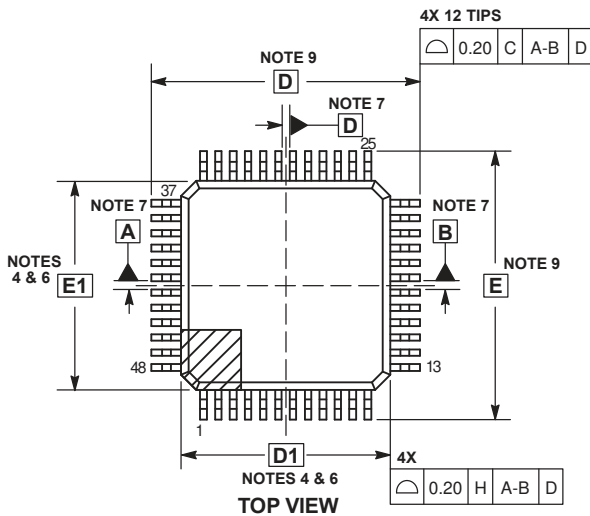 4X 12 TIPS
⌓ 0.20 C A-B D
NOTE 9
D
NOTE 7
D
25
37
NOTE 7
A
NOTE 7
B
NOTES
4 & 6
E1
E
NOTE 9
48
13
1
D1
4X
NOTES 4 & 6
⌓ 0.20 H A-B D
TOP VIEW